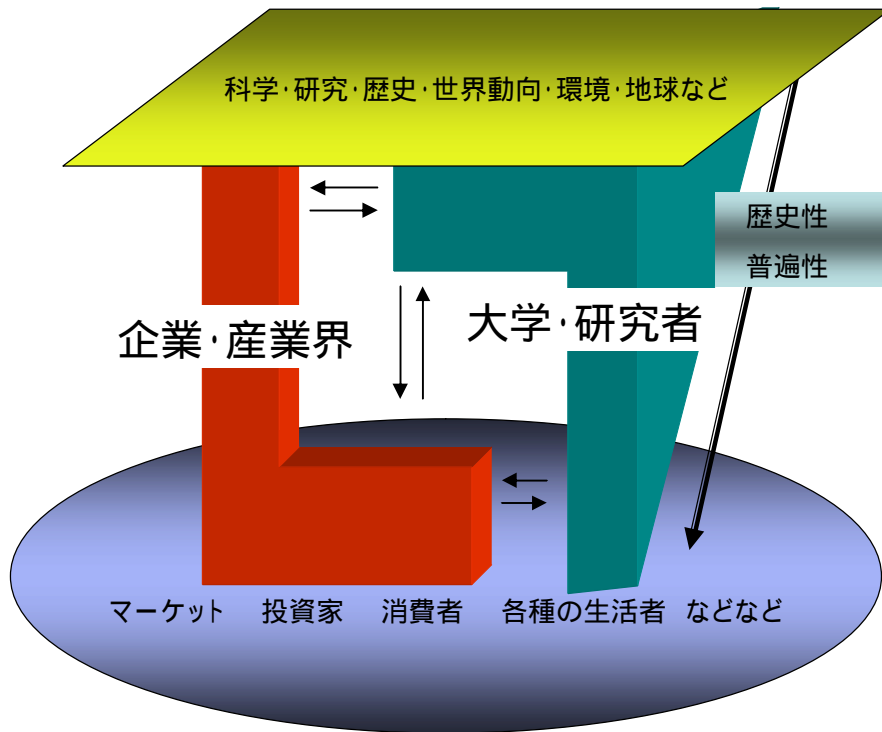 科学・研究・歴史・世界動向・環境・地球など
歴史性
普遍性
大学・研究者
企業・産業界
マーケット 投資家 消費者 各種の生活者 などなど